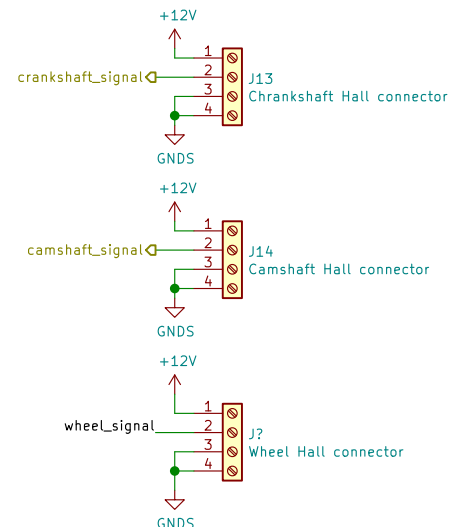 +12V
1
crankshaft_signal 2 J13
3 Chrankshaft Hall connector
4
GNDS
+12V
1
camshaft_signal 2 J14
3 Camshaft Hall connector
4
GNDS
+12V
1
wheel_signal 2 J?
3 Wheel Hall connector
4
GNDS